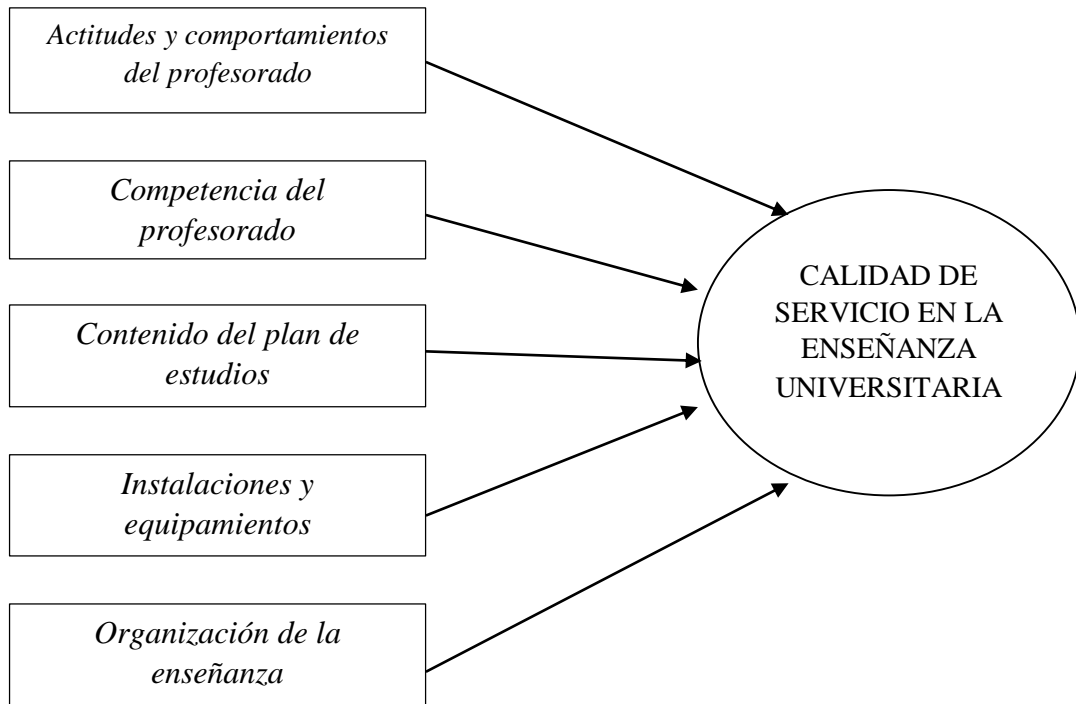 Actitudes y comportamientos
del profesorado
Competencia del
profesorado
Contenido del plan de
estudios
Instalaciones y
equipamientos
Organización de la
enseñanza
CALIDAD DE
SERVICIO EN LA
ENSEÑANZA
UNIVERSITARIA